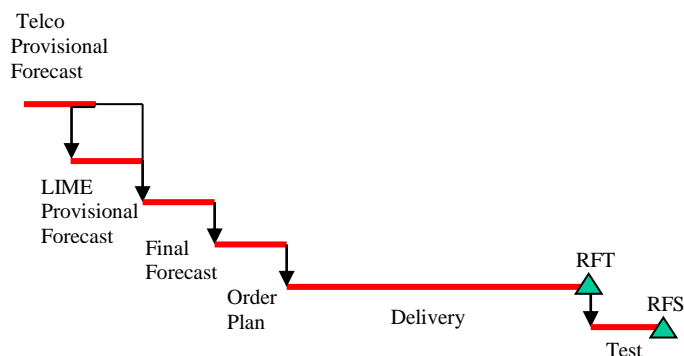 Telco
Provisional
Forecast
LIME
Provisional
Forecast
Final
Forecast
Order
Plan
Delivery
RFT
RFS
Test